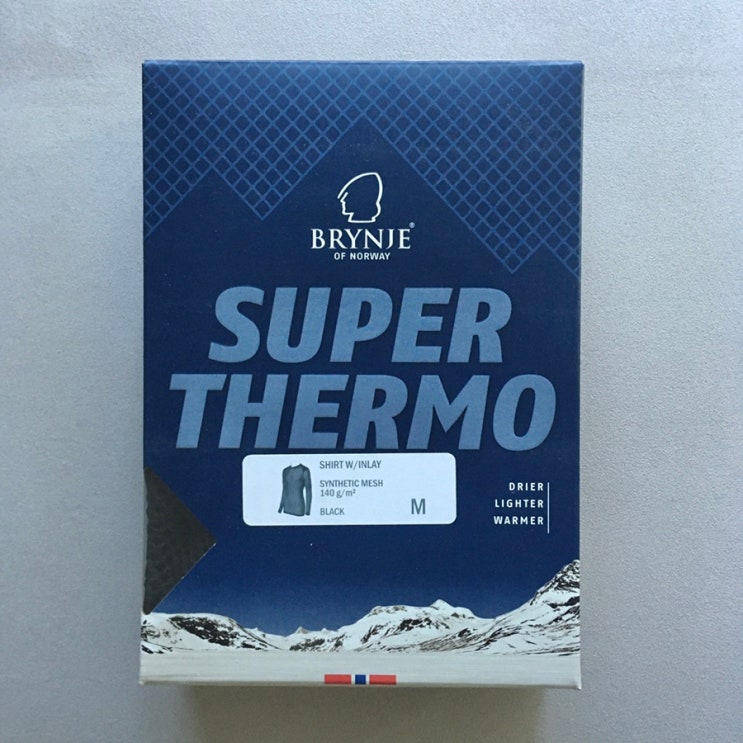 BRYNJE®
OF NORWAY
SUPER
THERMO
SHIRT W/INLAY
SYNTHETIC MESH
140 g/m²
BLACK
M
DRIER
LIGHTER
WARMER